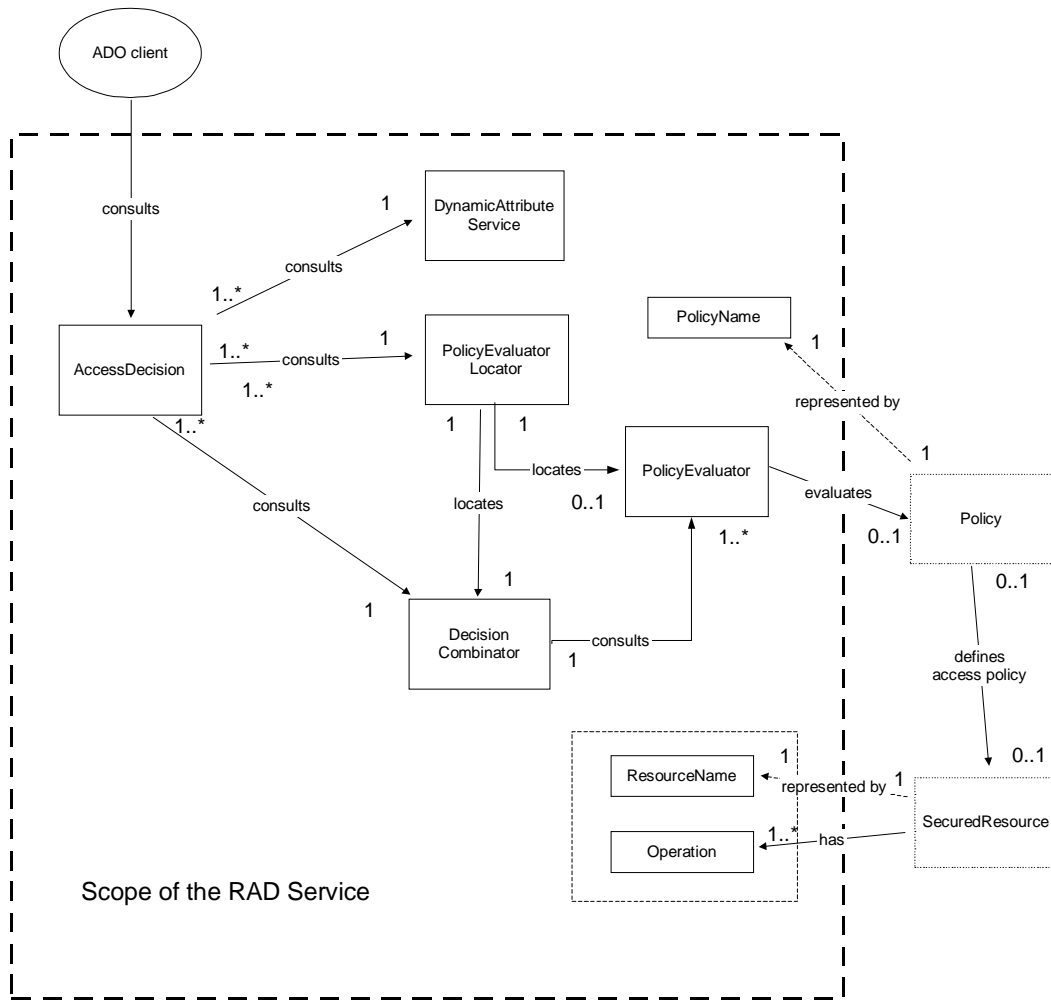 ADO client
consults
1
DynamicAttribute
Service
consults
1..*
PolicyName
1
AccessDecision
1..*
consults
1
1..*
PolicyEvaluator
Locator
represented by
1..*
1
1
1
locates
PolicyEvaluator
0..1
1..*
evaluates
0..1
Policy
0..1
consults
locates
1
1
Decision
Combinator
1
consults
defines
access policy
0..1
ResourceName
1
represented by
1
SecuredResource
Operation
1..*
has
Scope of the RAD Service